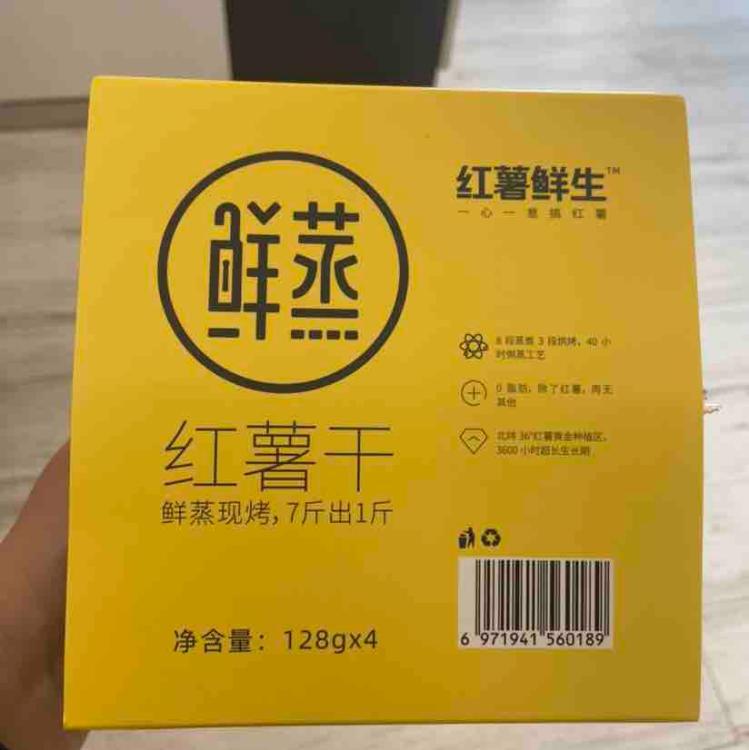 鲜蒸
红薯干
鲜蒸现烤，7斤出1斤
净含量：128gx4
红薯鲜生™
一心一意搞红薯
8 段蒸煮 3 段烘烤，40 小
时倒蒸工艺
0 脂肪，除了红薯，再无
其他
北纬 36°红薯黄金种植区，
3600 小时超长生长期
6 971941 560189